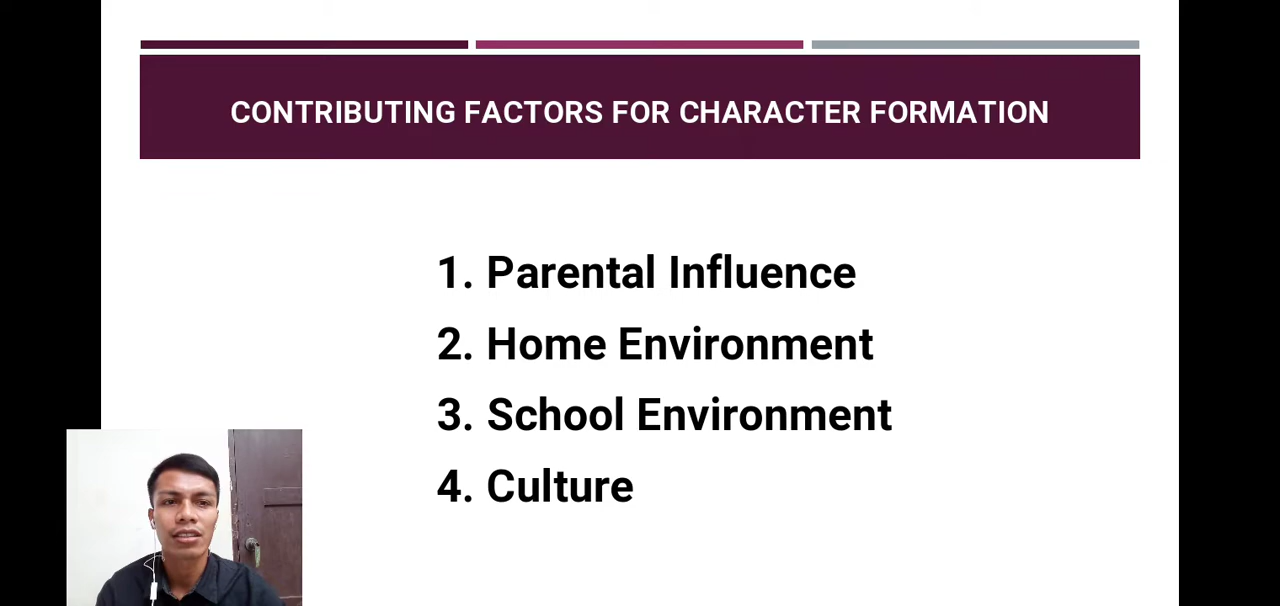 CONTRIBUTING FACTORS FOR CHARACTER FORMATION
1. Parental Influence
2. Home Environment
3. School Environment
4. Culture